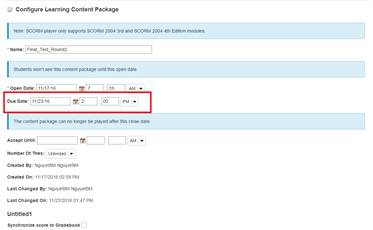 Configure Learning Content Package
Note: SCORM player only supports SCORM 2004 3rd and SCORM 2004 4th Edition modules.
* Name: Final_Test_Round2
Students won't see this content package until this open date.
* Open Date: 11/17/16 7 59 AM
Due Date: 11/23/16 2 00 PM
The content package can no longer be played after this close date.
Accept Until: AM
Number Of Tries: Unlimited
Created By: NguyetBM NguyetBM
Created On: 11/17/2016 02:56 PM
Last Changed By: NguyetBM NguyetBM
Last Changed On: 11/23/2016 01:47 PM
Untitled1
Synchronize score to Gradebook